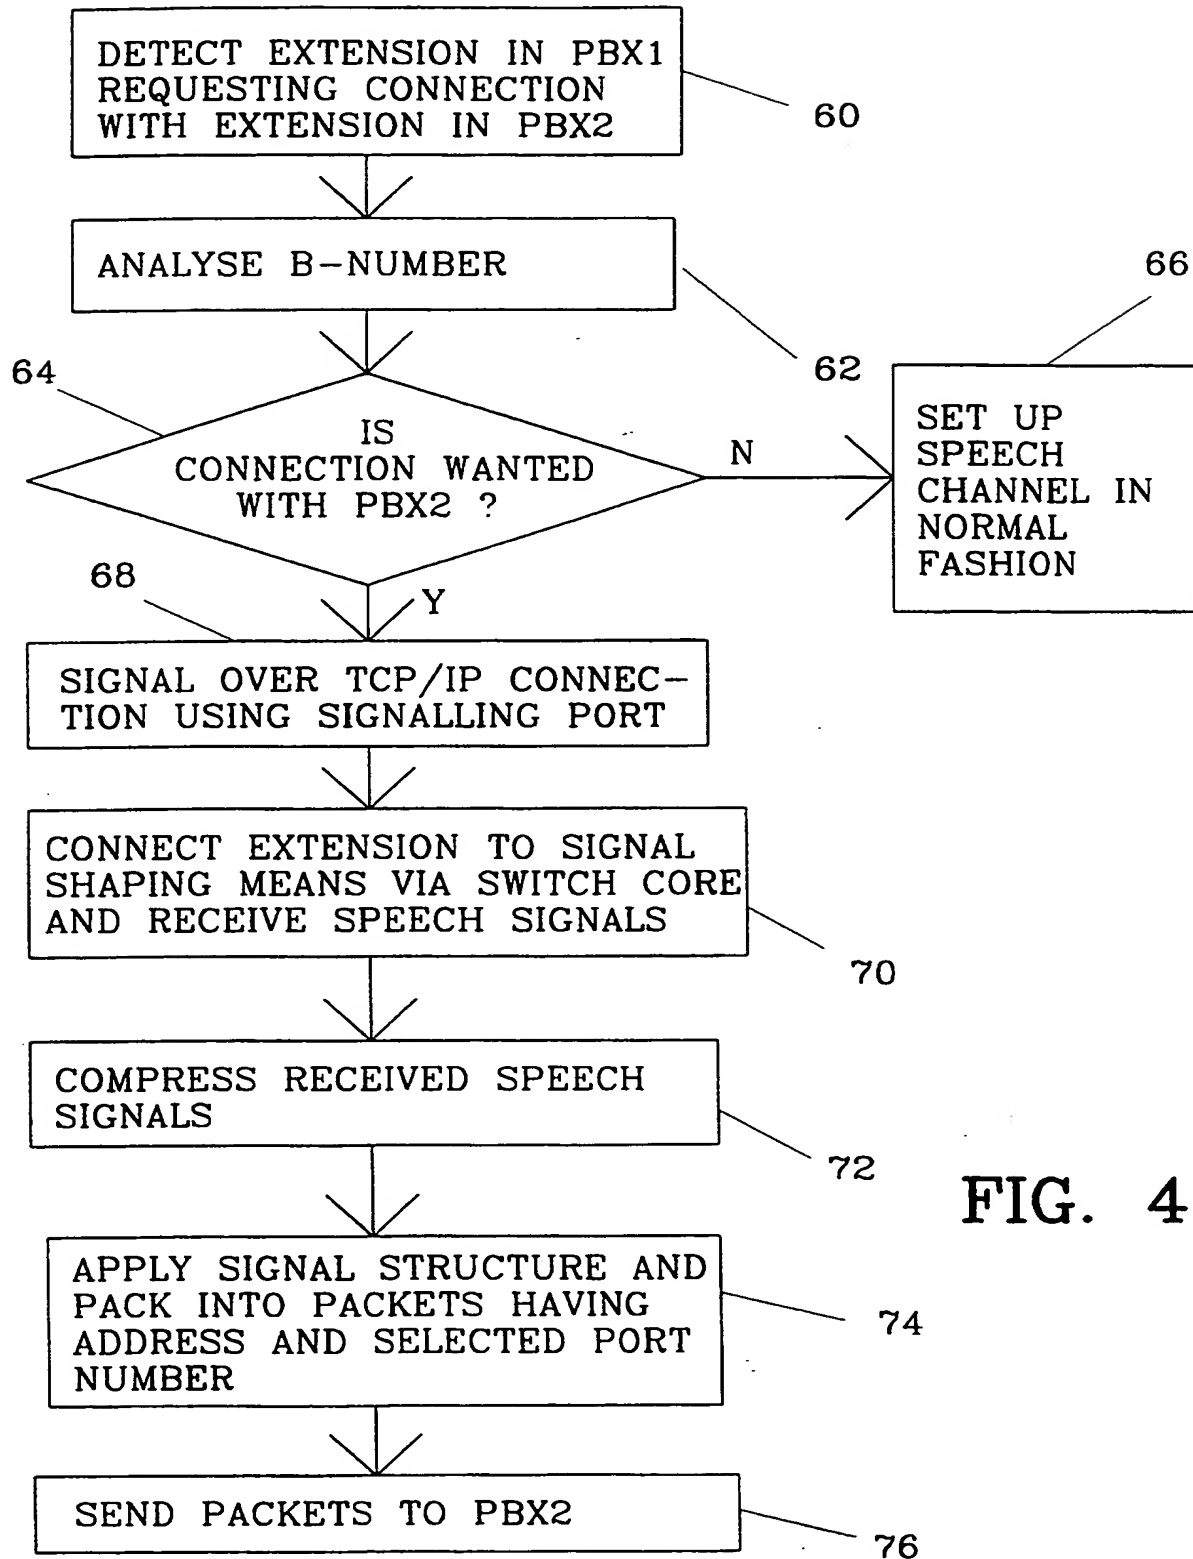 DETECT EXTENSION IN PBX1
REQUESTING CONNECTION
WITH EXTENSION IN PBX2
60
ANALYSE B-NUMBER
62
64
IS
CONNECTION WANTED
WITH PBX2 ?
N
66
SET UP
SPEECH
CHANNEL IN
NORMAL
FASHION
Y
68
SIGNAL OVER TCP/IP CONNEC-
TION USING SIGNALLING PORT
CONNECT EXTENSION TO SIGNAL
SHAPING MEANS VIA SWITCH CORE
AND RECEIVE SPEECH SIGNALS
70
COMPRESS RECEIVED SPEECH
SIGNALS
72
APPLY SIGNAL STRUCTURE AND
PACK INTO PACKETS HAVING
ADDRESS AND SELECTED PORT
NUMBER
74
SEND PACKETS TO PBX2
76
FIG. 4